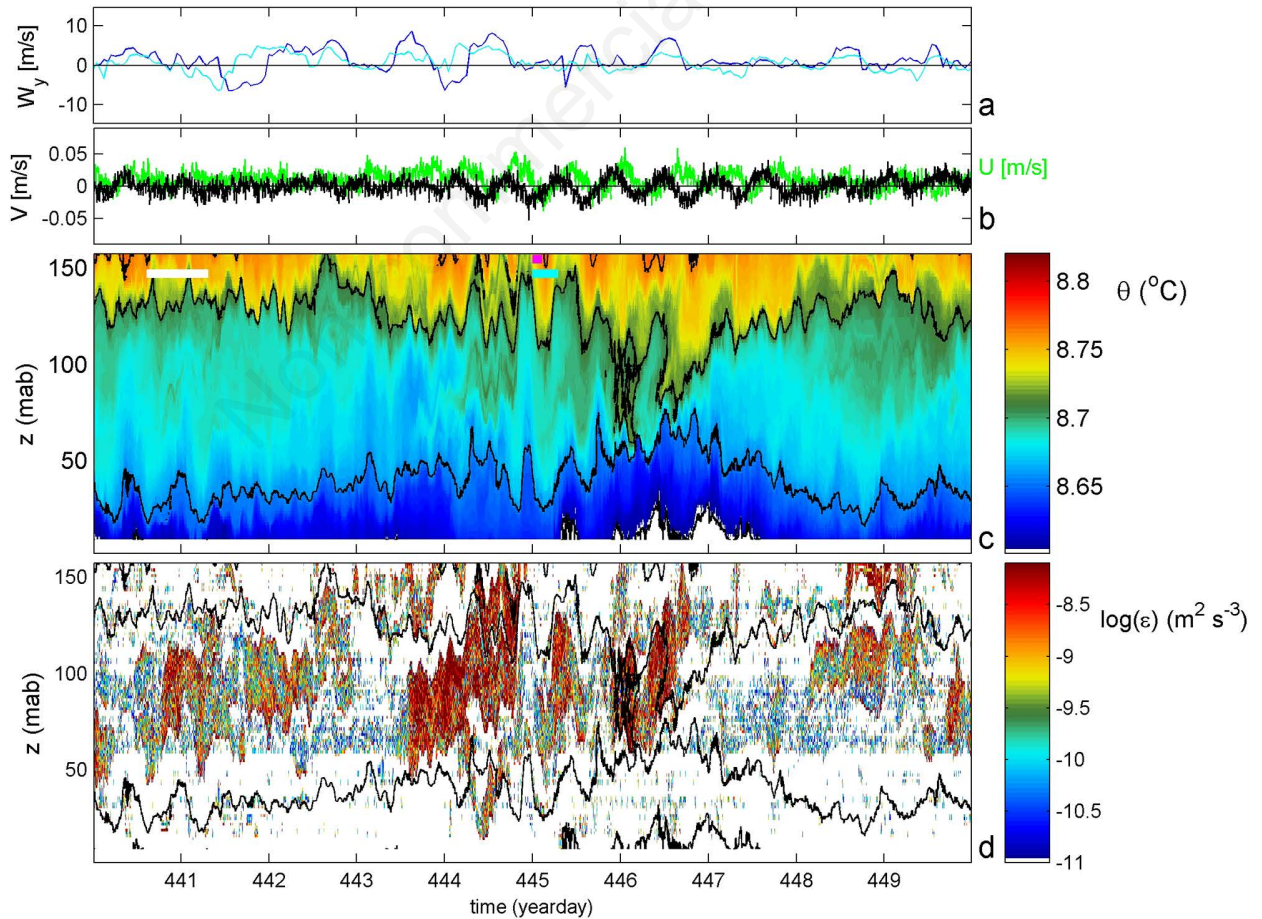 10
0
-10
W_y [m/s]
a
0.05
0
-0.05
V [m/s]
U [m/s]
b
150
100
50
z (mab)
c
8.8
8.75
8.7
8.65
θ (°C)
150
100
50
z (mab)
d
-8.5
-9
-9.5
-10
-10.5
-11
log(ε) (m² s⁻³)
441 442 443 444 445 446 447 448 449
time (yearday)